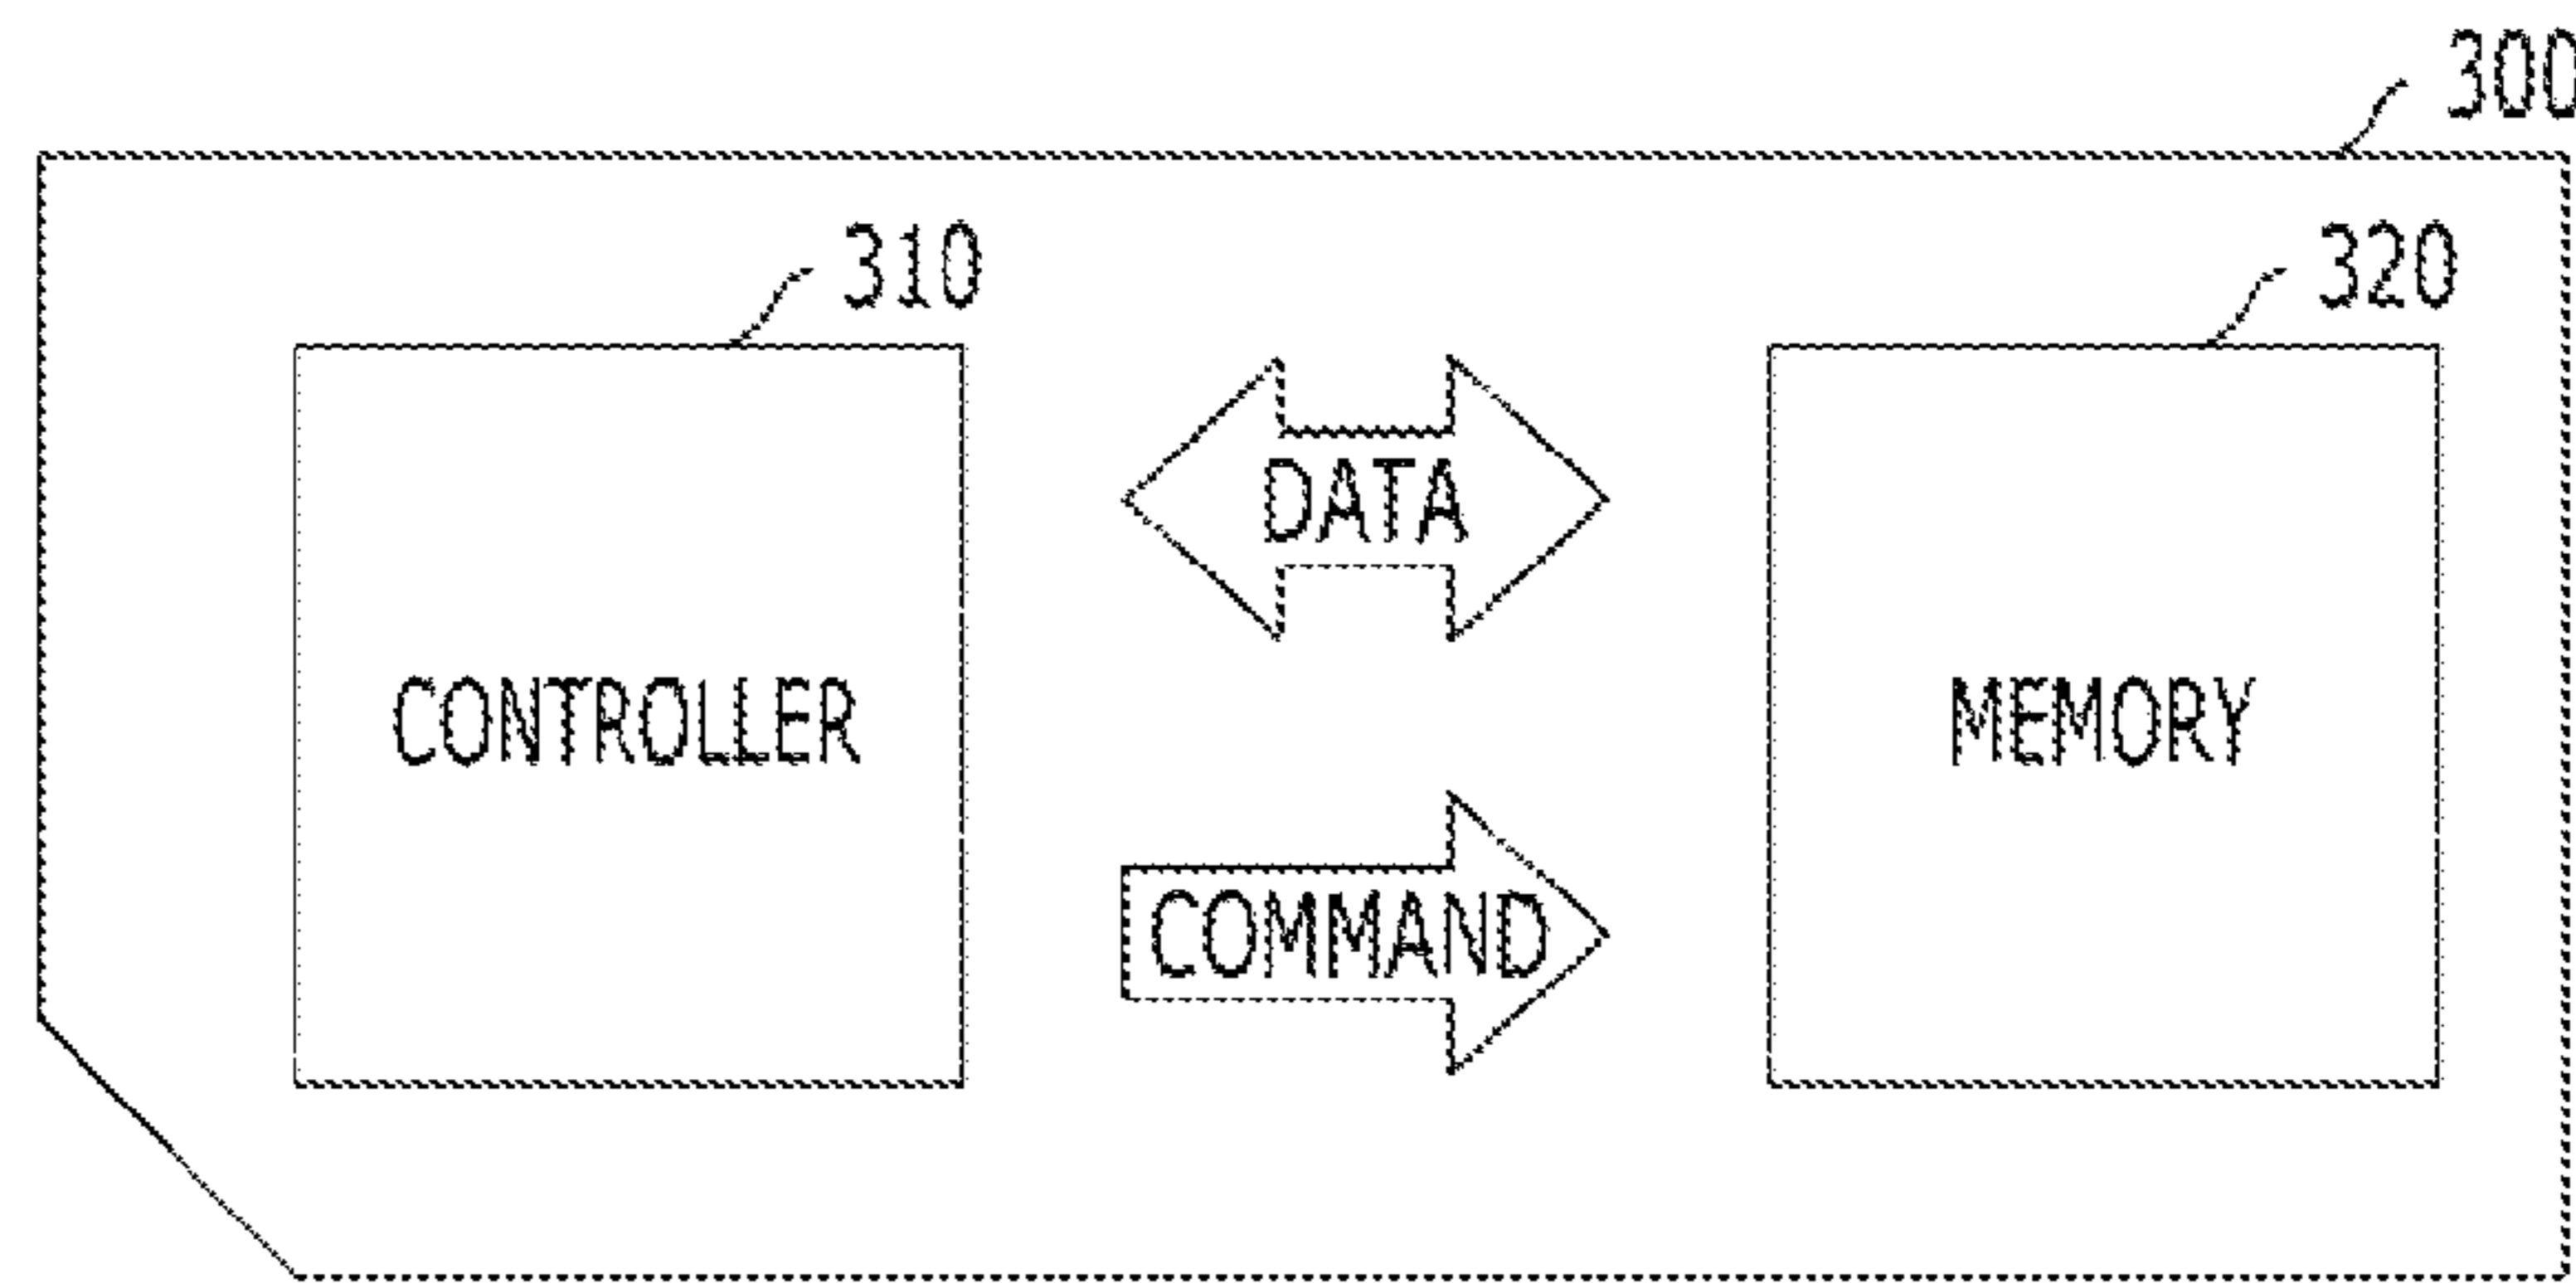 300
310
320
DATA
CONTROLLER
MEMORY
COMMAND